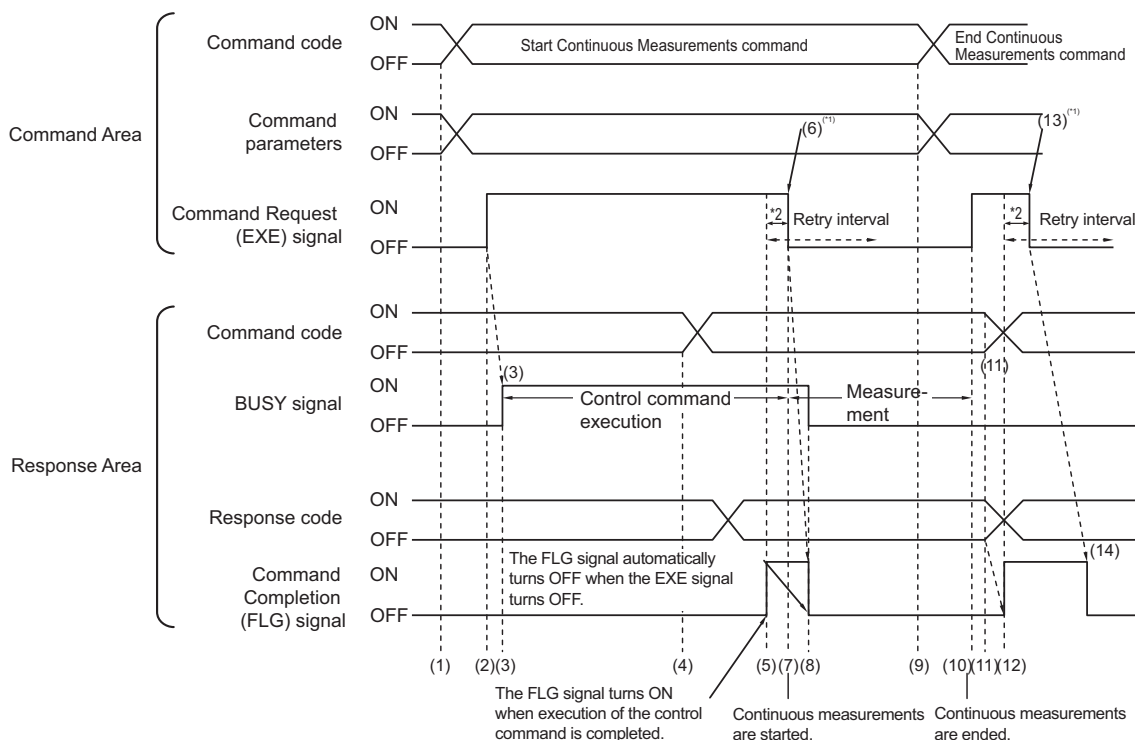 Command Area
Command code
ON
OFF
Start Continuous Measurements command
End Continuous
Measurements command
Command
parameters
ON
OFF
(6)(*1)
(13)(*1)
Command Request
(EXE) signal
ON
OFF
*2
Retry interval
*2
Retry interval
Response Area
Command code
ON
OFF
(11)
BUSY signal
ON
OFF
(3)
Control command
execution
Measure-
ment
Response code
ON
OFF
Command
Completion
(FLG) signal
ON
OFF
The FLG signal automatically
turns OFF when the EXE signal
turns OFF.
(14)
(1)
(2)
(3)
(4)
(5)
(7)
(8)
(9)
(10)
(11)
(12)
The FLG signal turns ON
when execution of the control
command is completed.
Continuous measurements
are started.
Continuous measurements
are ended.